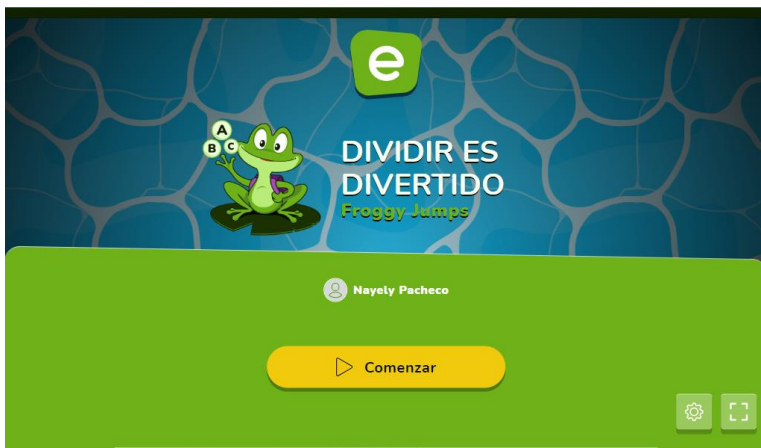 e
A
B C
DIVIDIR ES
DIVERTIDO
Froggy Jumps
Nayely Pacheco
Comenzar